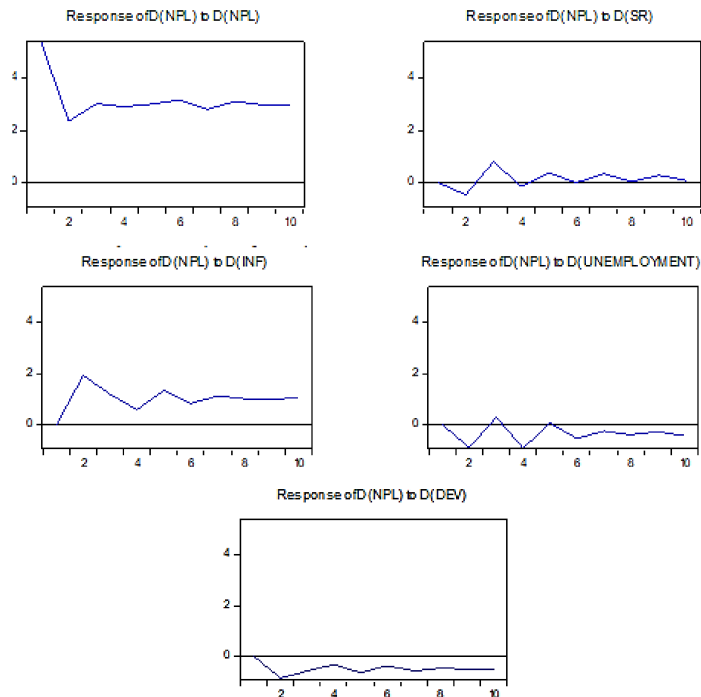 Response of D(NPL) to D(NPL)
4
2
0
2 4 6 8 10
Response of D(NPL) to D(SR)
4
2
0
2 4 6 8 10
Response of D(NPL) to D(INF)
4
2
0
2 4 6 8 10
Response of D(NPL) to D(UNEMPLOYMENT)
4
2
0
2 4 6 8 10
Response of D(NPL) to D(DEV)
4
2
0
2 4 6 8 10